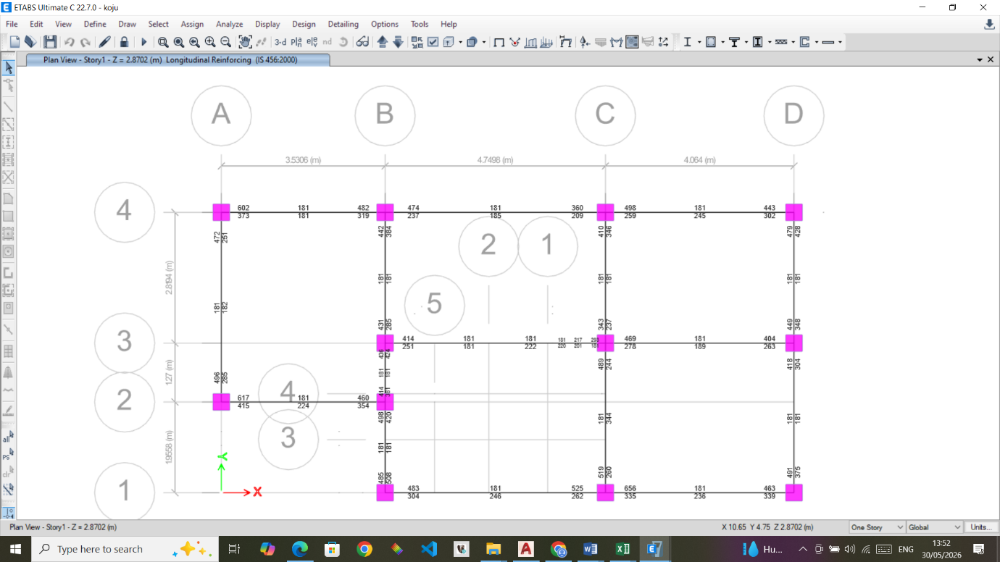 ETABS Ultimate C 22.7.0 - koju
File Edit View Define Draw Select Assign Analyze Display Design Detailing Options Tools Help
3-d
nd
Plan View - Story1 - Z = 2.8702 (m) Longitudinal Reinforcing (IS 456:2000)
A B C D
3.5306 (m) 4.7498 (m) 4.064 (m)
4
602 181 482 474 181 360 498 181 443
373 181 319 237 185 209 259 245 302
472 251 442 384 410 346 479 428
2 1
2.8194 (m)
181 181 181 181 181 181
5
181 182
431 285 343 237 449 348
3
414 181 181 181 217 293 469 181 404
251 181 222 220 201 181 278 189 263
436 424 489 244 418 304
1.27 (m)
496 285 181 181
4
414 381
2
617 181 460
415 224 354
498 420 181 344 181 181
3
1.9558 (m)
181 181
Y
519 260 491 375
485 508
1
X
483 181 525 656 181 463
304 246 262 335 236 339
all
PS
clr
Plan View - Story1 - Z = 2.8702 (m) X 10.65 Y 4.75 Z 2.8702 (m) One Story Global Units...
Type here to search Hu... ENG 13:52
30/05/2026